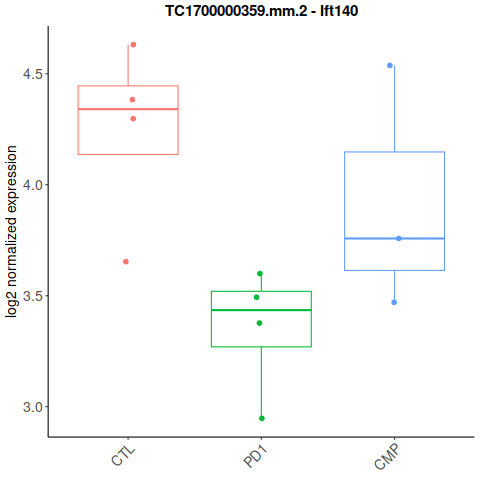 TC1700000359.mm.2 - Ift140
log2 normalized expression
4.5
4.0
3.5
3.0
CTL
PD1
CMP